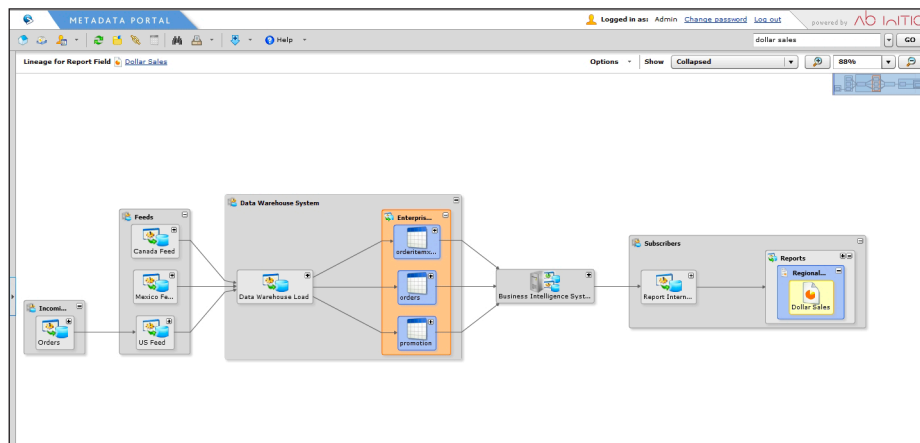 METADATA PORTAL
Logged in as: Admin Change password Log out
powered by Ab INITIO
Help
dollar sales
GO
Lineage for Report Field Dollar Sales
Options
Show Collapsed
88%
Data Warehouse System
Feeds
Enterpris...
Canada Feed
orderitemx...
Subscribers
Reports
Regional...
Mexico Fe...
Data Warehouse Load
orders
Business Intelligence Syst...
Report Intern...
Dollar Sales
Incomi...
Orders
US Feed
promotion